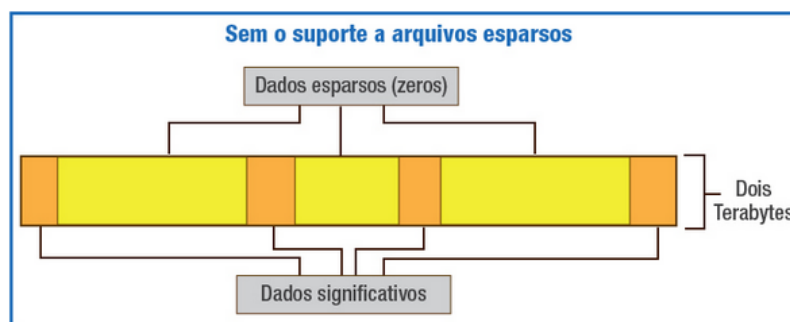 Sem o suporte a arquivos esparsos
Dados esparsos (zeros)
Dois
Terabytes
Dados significativos